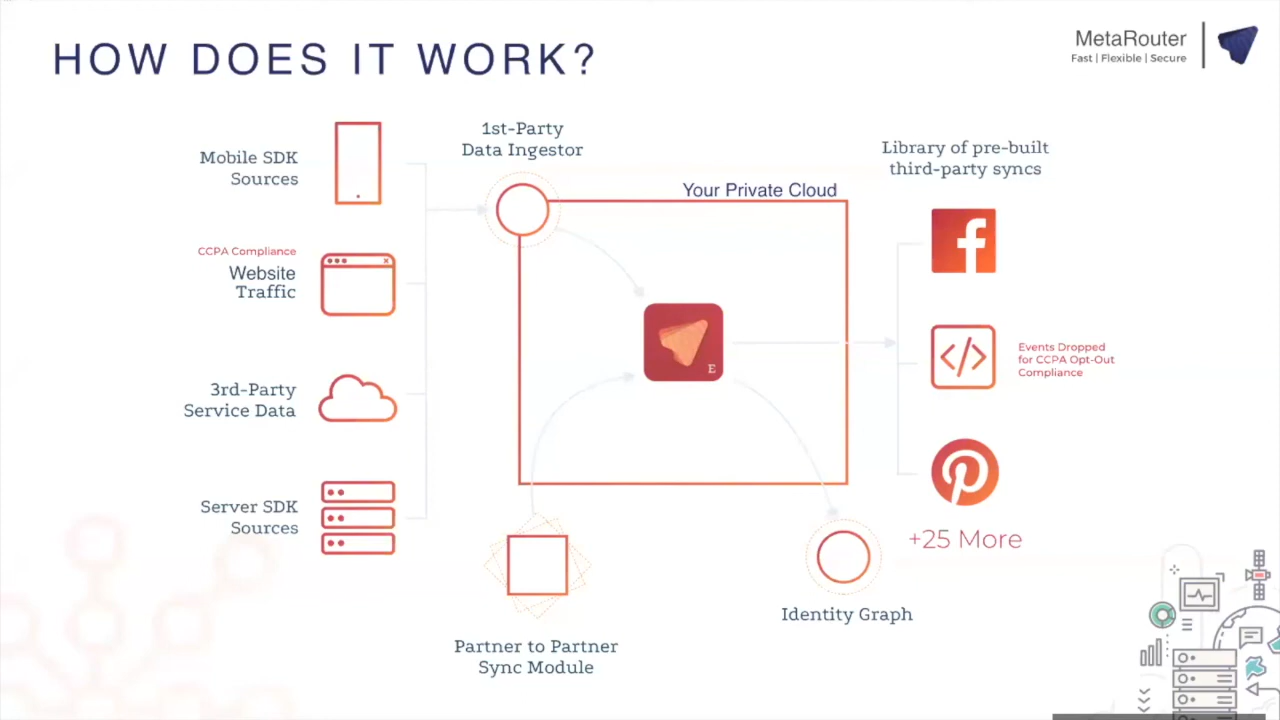 HOW DOES IT WORK?
MetaRouter
Fast | Flexible | Secure
1st-Party
Data Ingestor
Mobile SDK
Sources
Library of pre-built
third-party syncs
Your Private Cloud
CCPA Compliance
Website
Traffic
E
Events Dropped
for CCPA Opt-Out
Compliance
3rd-Party
Service Data
Server SDK
Sources
+25 More
Identity Graph
Partner to Partner
Sync Module